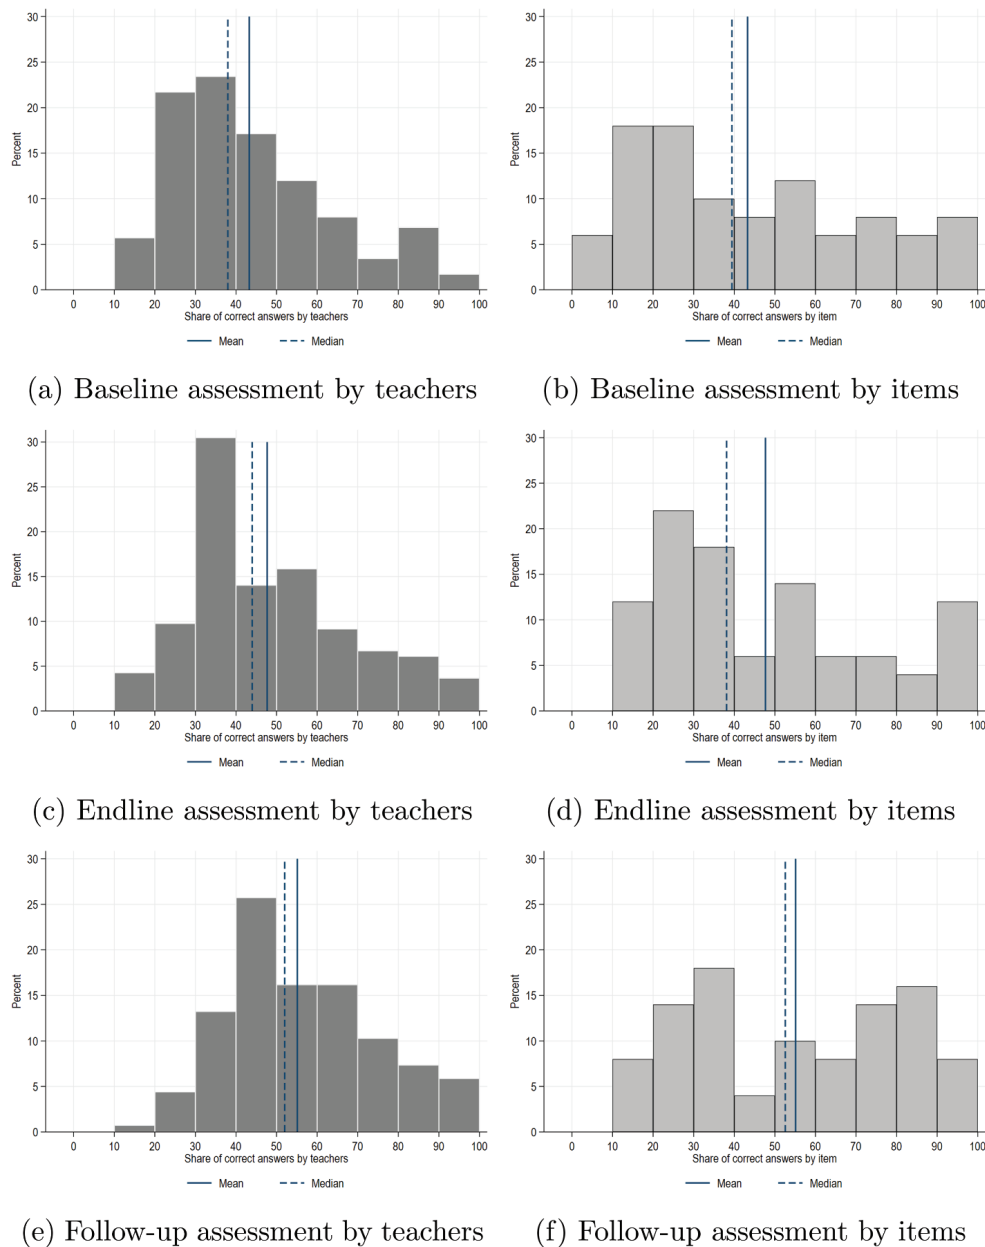 30
25
20
15
10
5
0
Percent
0 10 20 30 40 50 60 70 80 90 100
Share of correct answers by teachers
Mean Median
(a) Baseline assessment by teachers
30
25
20
15
10
5
0
Percent
0 10 20 30 40 50 60 70 80 90 100
Share of correct answers by item
Mean Median
(b) Baseline assessment by items
30
25
20
15
10
5
0
Percent
0 10 20 30 40 50 60 70 80 90 100
Share of correct answers by teachers
Mean Median
(c) Endline assessment by teachers
30
25
20
15
10
5
0
Percent
0 10 20 30 40 50 60 70 80 90 100
Share of correct answers by item
Mean Median
(d) Endline assessment by items
30
25
20
15
10
5
0
Percent
0 10 20 30 40 50 60 70 80 90 100
Share of correct answers by teachers
Mean Median
(e) Follow-up assessment by teachers
30
25
20
15
10
5
0
Percent
0 10 20 30 40 50 60 70 80 90 100
Share of correct answers by item
Mean Median
(f) Follow-up assessment by items